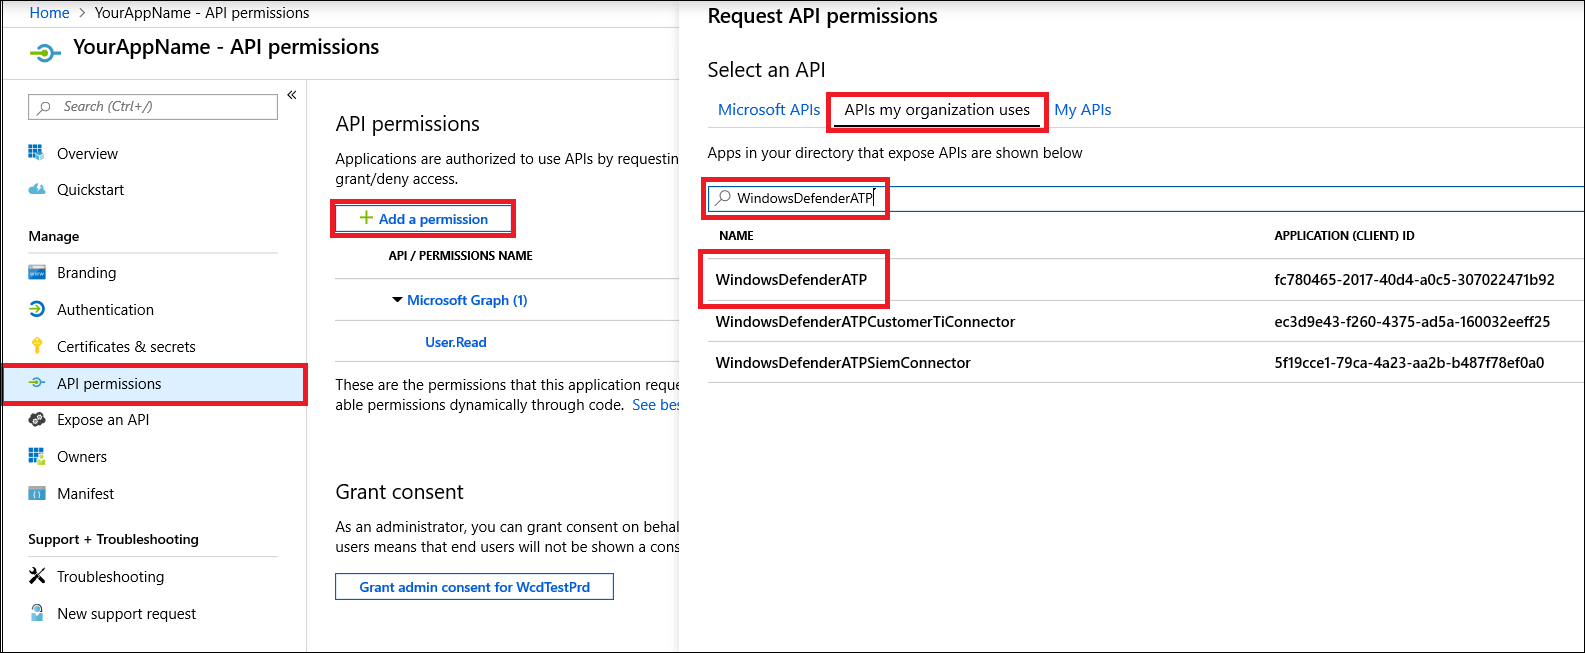 Home > YourAppName - API permissions
YourAppName - API permissions
Search (Ctrl+/)
«
Overview
Quickstart
Manage
Branding
Authentication
Certificates & secrets
API permissions
Expose an API
Owners
Manifest
Support + Troubleshooting
Troubleshooting
New support request
API permissions
Applications are authorized to use APIs by requestin
grant/deny access.
+ Add a permission
API / PERMISSIONS NAME
Microsoft Graph (1)
User.Read
These are the permissions that this application reque
able permissions dynamically through code. See bes
Grant consent
As an administrator, you can grant consent on behal
users means that end users will not be shown a cons
Grant admin consent for WcdTestPrd
Request API permissions
Select an API
Microsoft APIs APIs my organization uses My APIs
Apps in your directory that expose APIs are shown below
WindowsDefenderATP
NAME APPLICATION (CLIENT) ID
WindowsDefenderATP fc780465-2017-40d4-a0c5-307022471b92
WindowsDefenderATPCustomerTiConnector ec3d9e43-f260-4375-ad5a-160032eeff25
WindowsDefenderATPSiemConnector 5f19cce1-79ca-4a23-aa2b-b487f78ef0a0